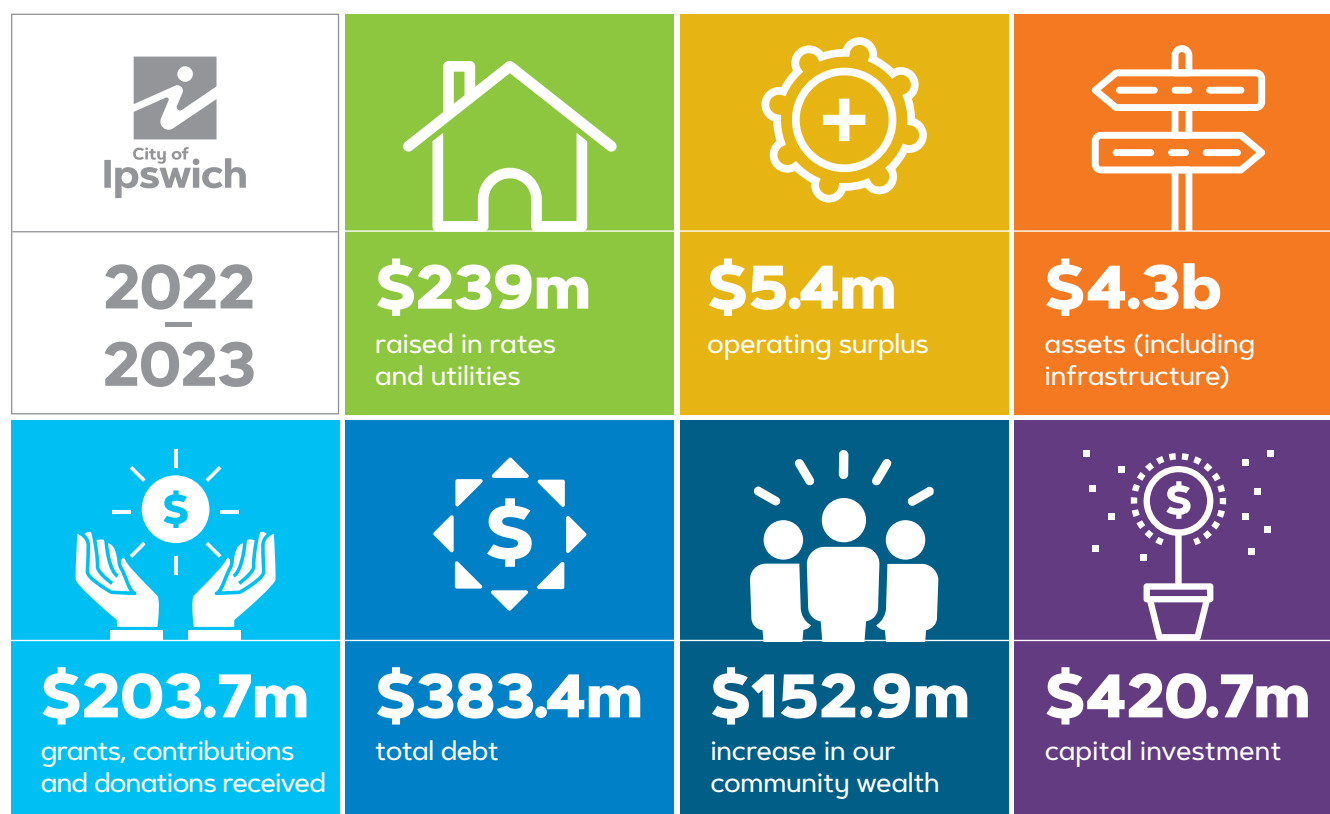 City of
Ipswich
2022
–
2023
$239m
raised in rates
and utilities
$5.4m
operating surplus
$4.3b
assets (including
infrastructure)
$
$203.7m
grants, contributions
and donations received
$
$383.4m
total debt
$152.9m
increase in our
community wealth
$
$420.7m
capital investment